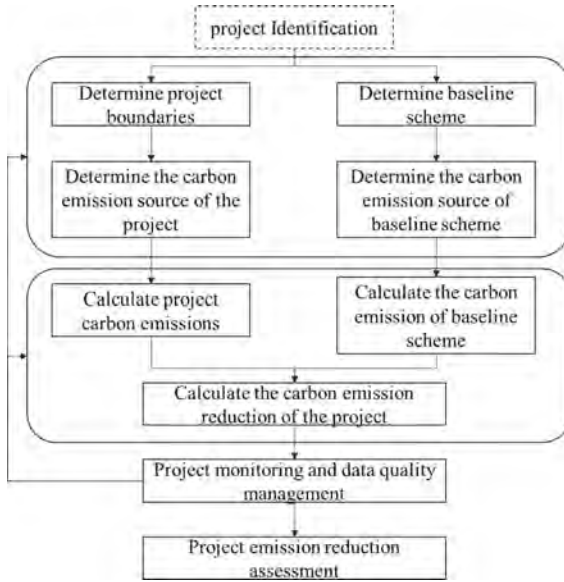 project Identification
Determine project
boundaries
Determine baseline
scheme
Determine the carbon
emission source of the
project
Determine the carbon
emission source of
baseline scheme
Calculate project
carbon emissions
Calculate the carbon
emission of baseline
scheme
Calculate the carbon emission
reduction of the project
Project monitoring and data quality
management
Project emission reduction
assessment